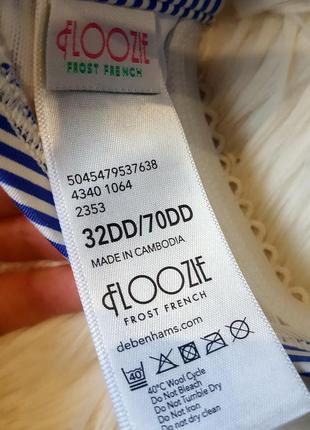 FLOOZIE
FROST FRENCH
5045479537638
4340 1064
2353
32DD/70DD
MADE IN CAMBODIA
FLOOZIE
FROST FRENCH
debenhams.com
40
40°C Wool Cycle
Do Not Bleach
Do Not Tumble Dry
Do Not Iron
Do not dry clean